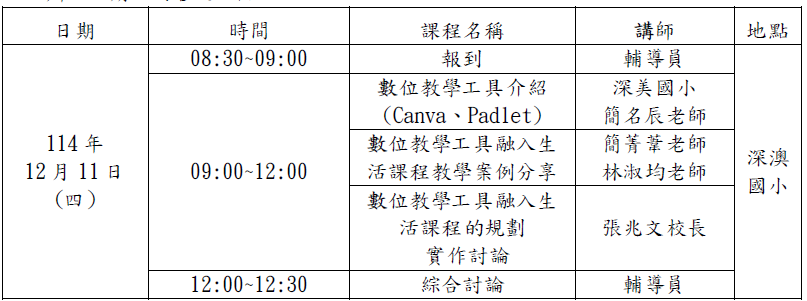 日期 時間 課程名稱 講師 地點
114 年
12 月 11 日
(四)
08:30~09:00 報到 輔導員
09:00~12:00
數位教學工具介紹
(Canva、Padlet)
深美國小
簡名辰老師
數位教學工具融入生
活課程教學案例分享
簡菁葦老師
林淑均老師
數位教學工具融入生
活課程的規劃
實作討論
張兆文校長
12:00~12:30 綜合討論 輔導員
深澳
國小